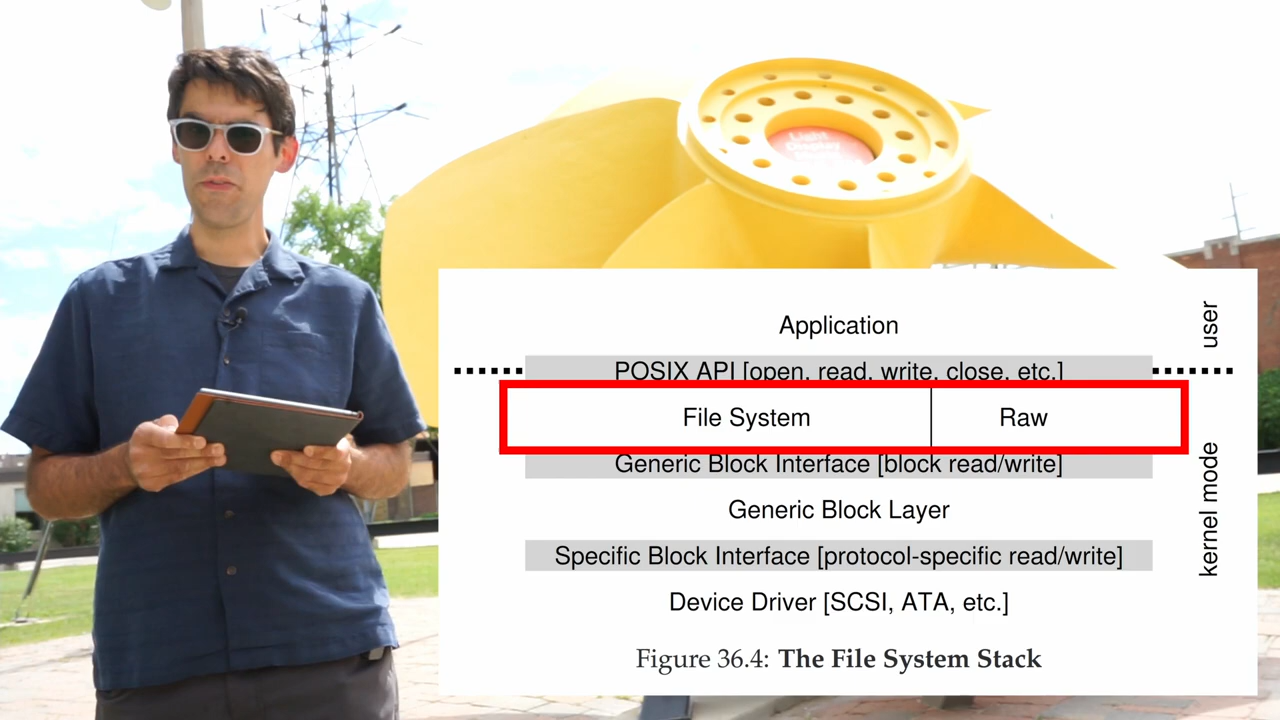 Light
Display
Application
user
POSIX API [open, read, write, close, etc.]
File System
Raw
Generic Block Interface [block read/write]
Generic Block Layer
kernel mode
Specific Block Interface [protocol-specific read/write]
Device Driver [SCSI, ATA, etc.]
Figure 36.4: The File System Stack